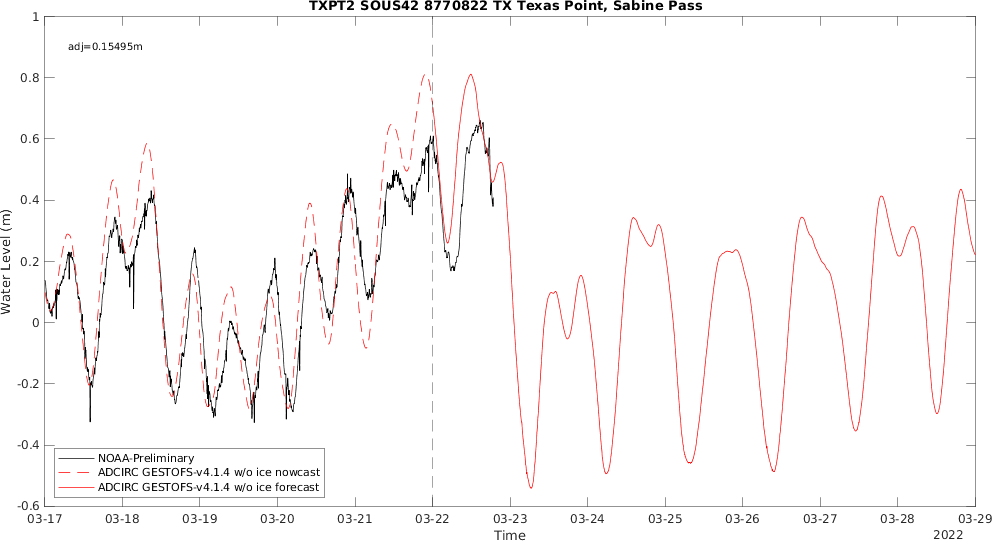 TXPT2 SOUS42 8770822 TX Texas Point, Sabine Pass
adj=0.15495m
Water Level (m)
1
0.8
0.6
0.4
0.2
0
-0.2
-0.4
-0.6
NOAA-Preliminary
ADCIRC GESTOFS-v4.1.4 w/o ice nowcast
ADCIRC GESTOFS-v4.1.4 w/o ice forecast
03-17 03-18 03-19 03-20 03-21 03-22 03-23 03-24 03-25 03-26 03-27 03-28 03-29
Time
2022